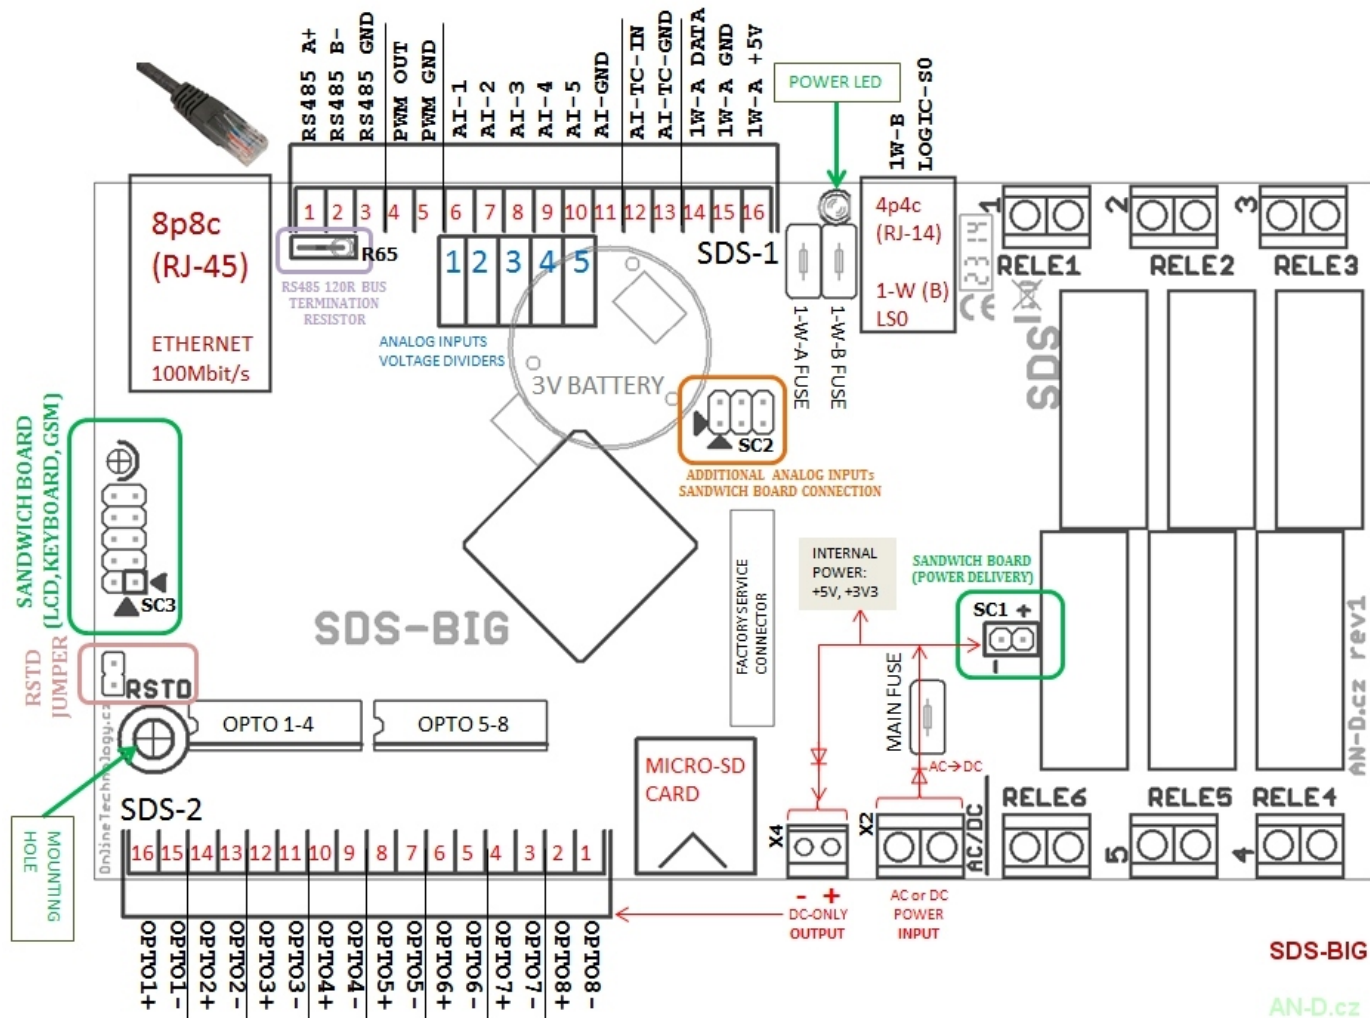 RS485 A+
RS485 B-
RS485 GND
PWM OUT
PWM GND
AI-1
AI-2
AI-3
AI-4
AI-5
AI-GND
AI-TC-IN
AI-TC-GND
1W-A DATA
1W-A GND
1W-A +5V
POWER LED
1W-B
LOGIC-S0
8p8c
(RJ-45)
ETHERNET
100Mbit/s
1 2 3 4 5 6 7 8 9 10 11 12 13 14 15 16
SDS-1
R65
RS485 120R BUS
TERMINATION
RESISTOR
1 2 3 4 5
ANALOG INPUTS
VOLTAGE DIVIDERS
3V BATTERY
1-W-A FUSE
1-W-B FUSE
4p4c
(RJ-14)
1-W (B)
LS0
23 14
CE
SDS
1
RELE1
2
RELE2
3
RELE3
SC2
ADDITIONAL ANALOG INPUTs
SANDWICH BOARD CONNECTION
SANDWICH BOARD
(LCD,KEYBOARD,GSM)
SC3
RSTD
JUMPER
RSTD
SDS-BIG
FACTORY SERVICE
CONNECTOR
INTERNAL
POWER:
+5V, +3V3
SANDWICH BOARD
(POWER DELIVERY)
SC1 +
-
MAIN FUSE
AC→DC
OPTO 1-4
OPTO 5-8
MICRO-SD
CARD
OnlineTechnology.cz
AN-D.cz rev1
MOUNTING
HOLE
SDS-2
16 15 14 13 12 11 10 9 8 7 6 5 4 3 2 1
X4
X2
AC/DC
RELE6
RELE5
5
RELE4
4
- +
DC-ONLY
OUTPUT
AC or DC
POWER
INPUT
OPTO1+
OPTO1-
OPTO2+
OPTO2-
OPTO3+
OPTO3-
OPTO4+
OPTO4-
OPTO5+
OPTO5-
OPTO6+
OPTO6-
OPTO7+
OPTO7-
OPTO8+
OPTO8-
SDS-BIG
AN-D.cz